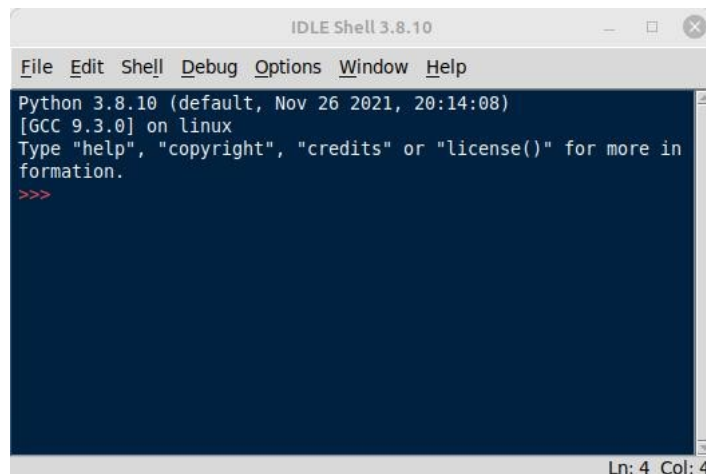 IDLE Shell 3.8.10
File Edit Shell Debug Options Window Help
Python 3.8.10 (default, Nov 26 2021, 20:14:08)
[GCC 9.3.0] on linux
Type "help", "copyright", "credits" or "license()" for more in
formation.
>>>
Ln: 4 Col: 4